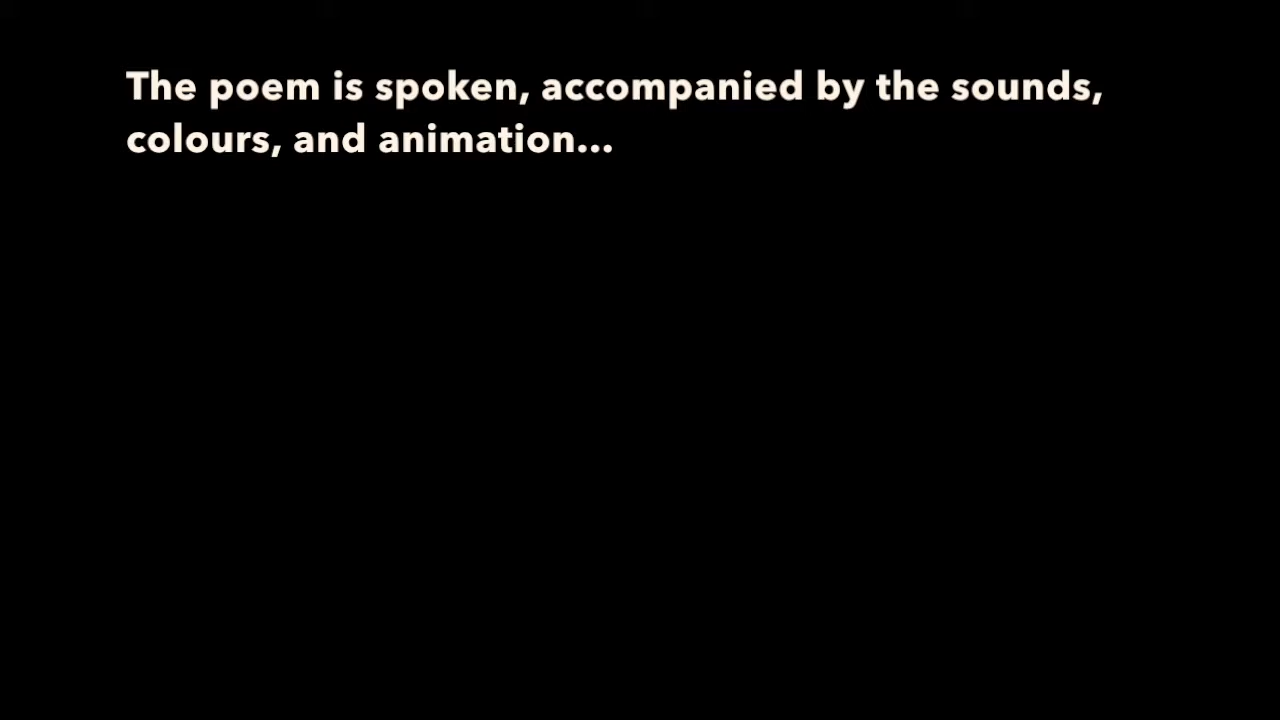 The poem is spoken, accompanied by the sounds,
colours, and animation...